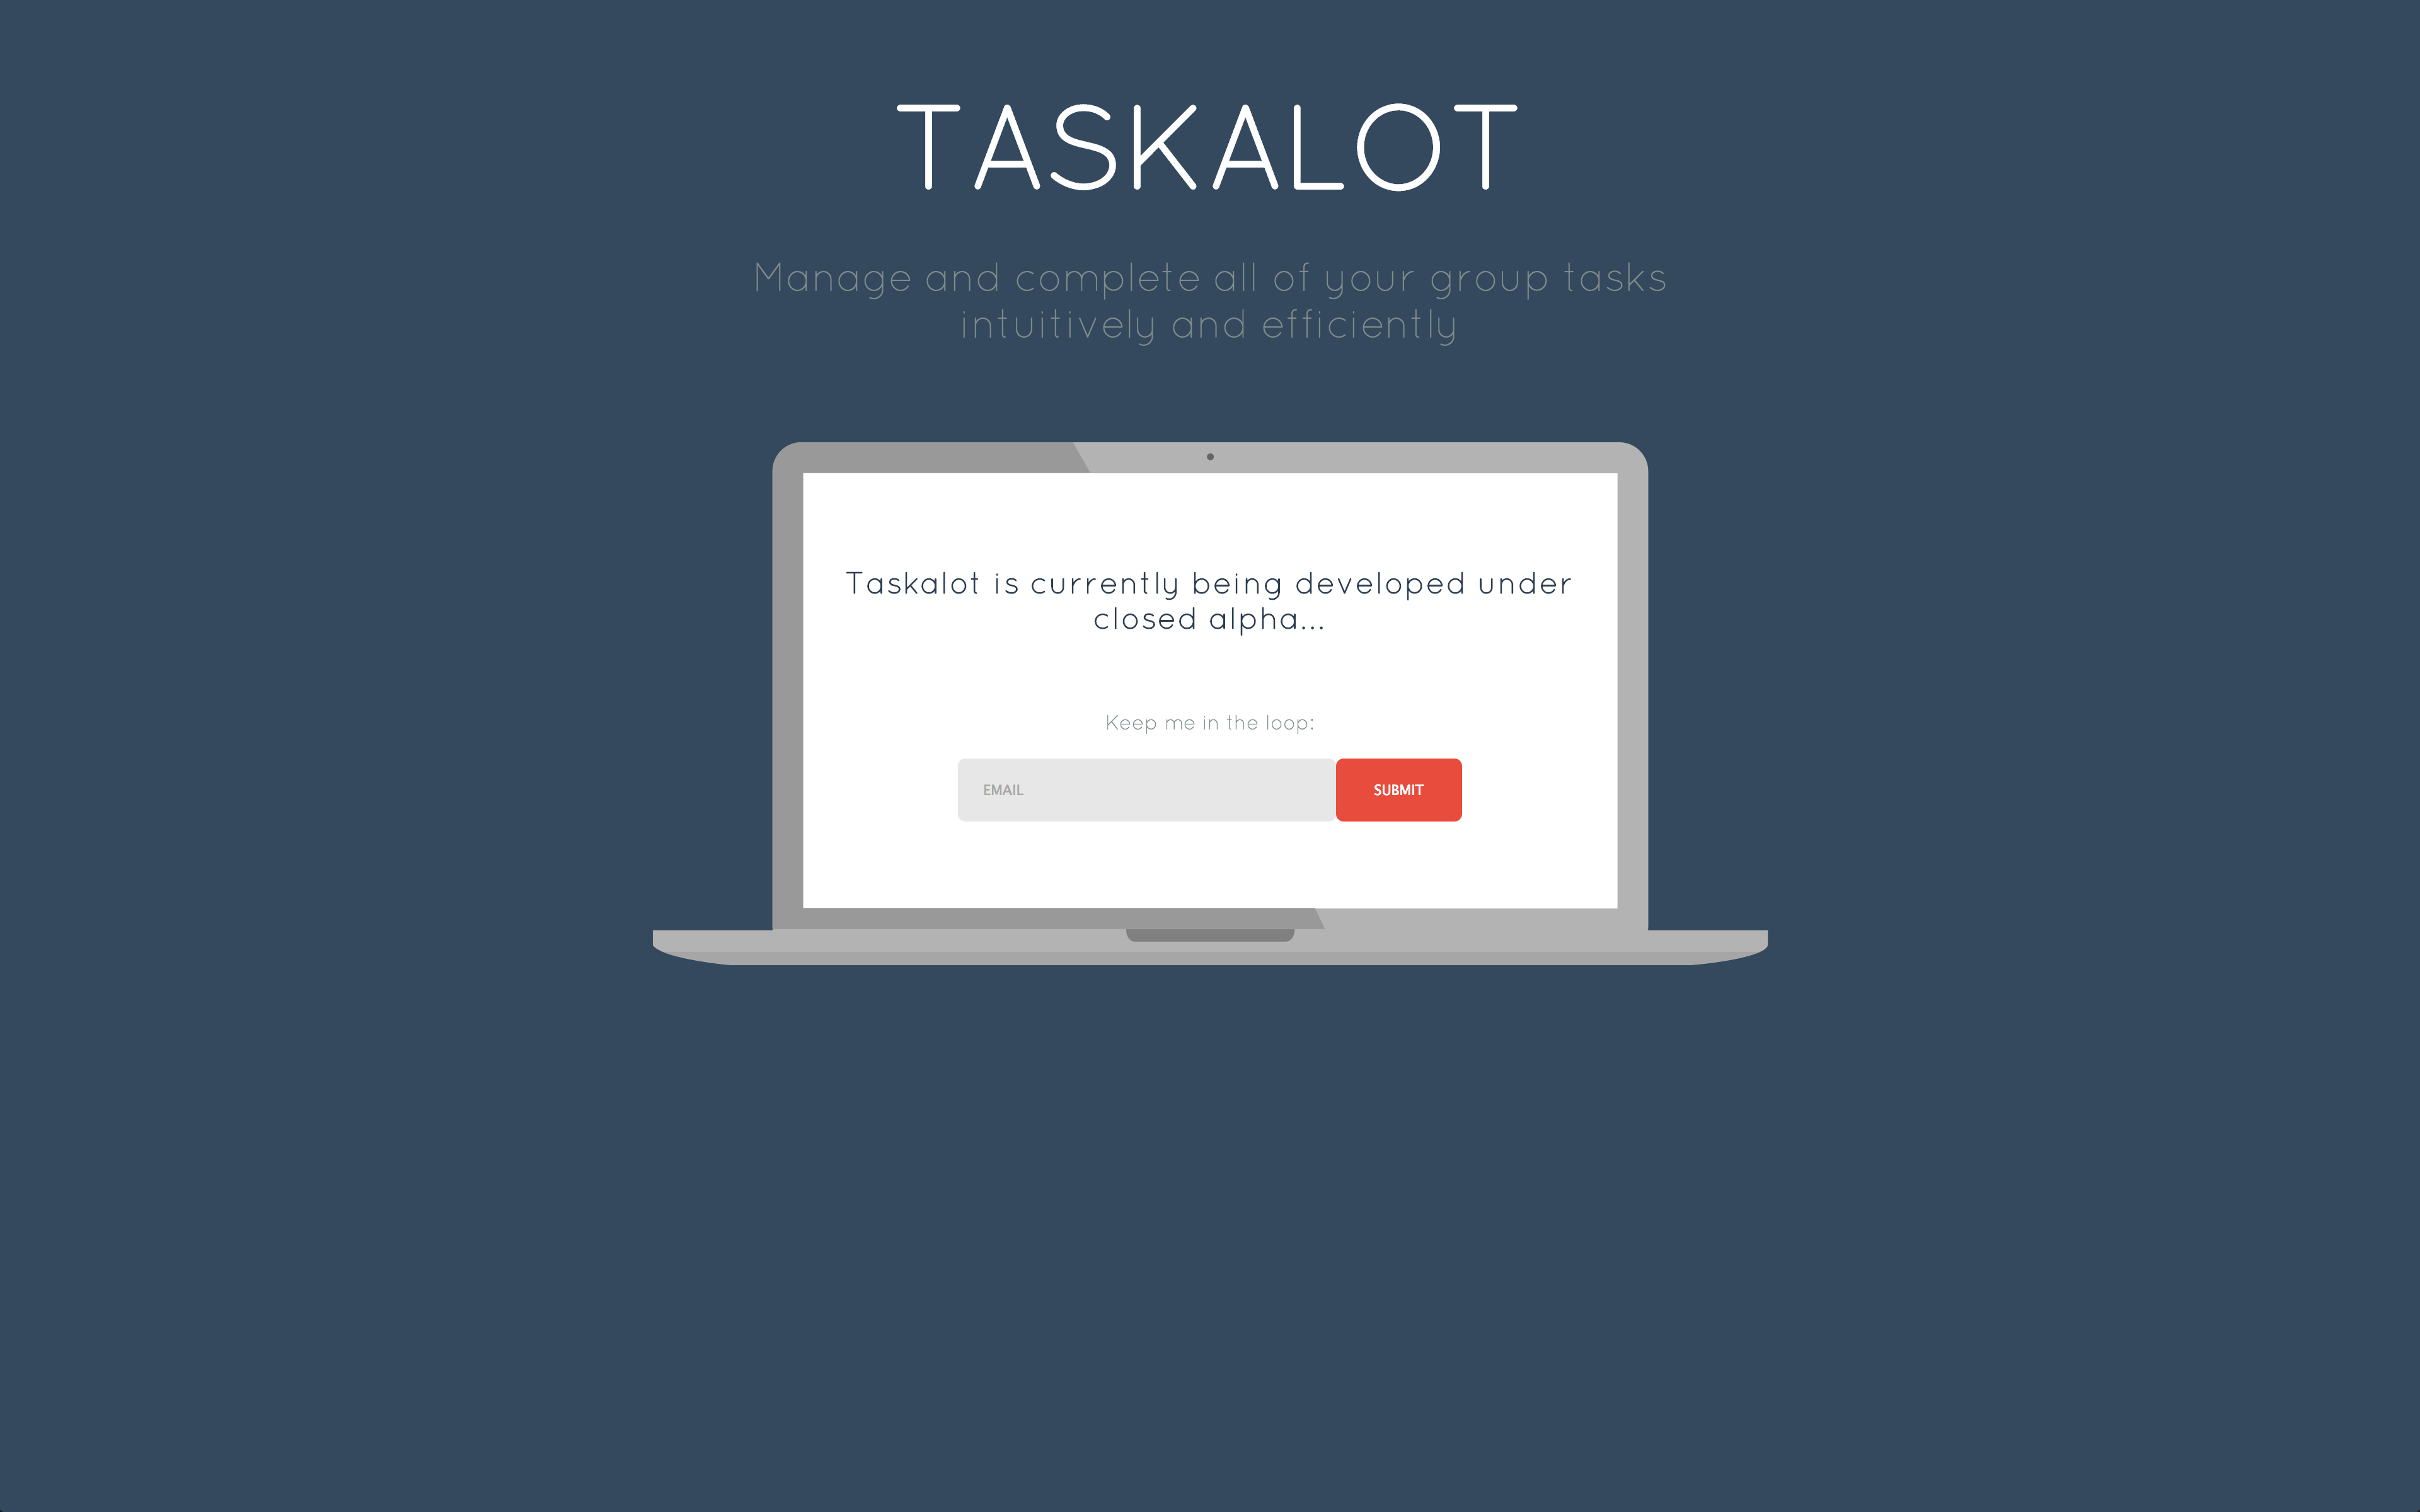 TASKALOT
Manage and complete all of your group tasks
intuitively and efficiently
Taskalot is currently being developed under
closed alpha...
Keep me in the loop:
EMAIL
SUBMIT